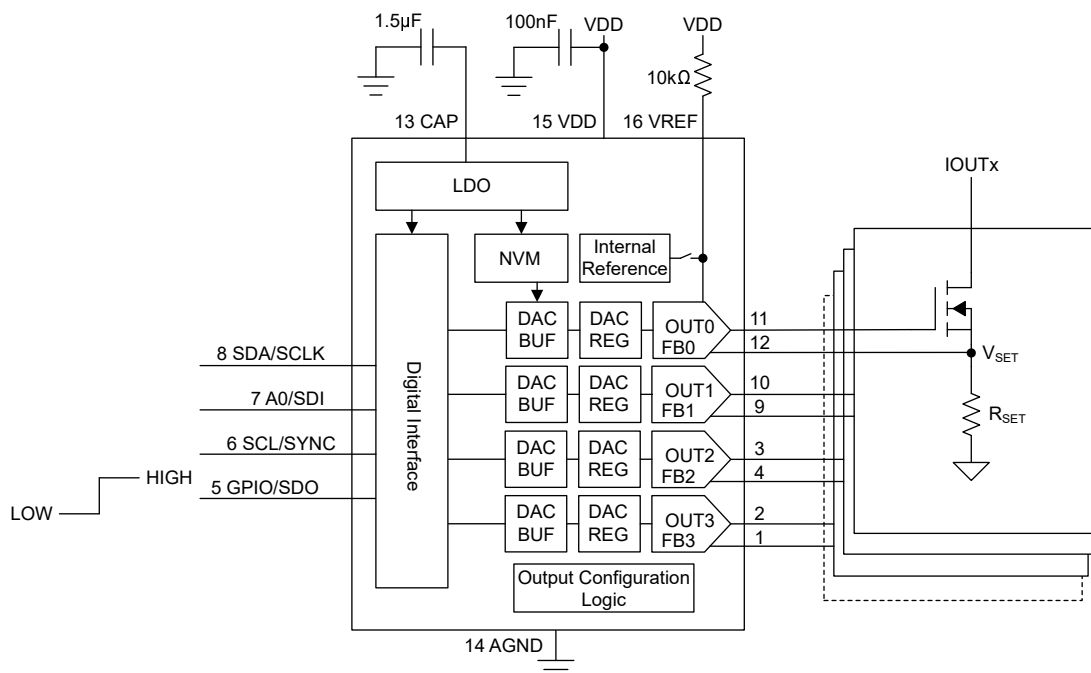 1.5µF
100nF
VDD
VDD
10kΩ
13 CAP
15 VDD
16 VREF
IOUTx
LDO
NVM
Internal
Reference
DAC
BUF
DAC
REG
OUT0
FB0
11
12
VSET
8 SDA/SCLK
7 A0/SDI
6 SCL/SYNC
5 GPIO/SDO
HIGH
LOW
Digital Interface
DAC
BUF
DAC
REG
OUT1
FB1
10
9
RSET
DAC
BUF
DAC
REG
OUT2
FB2
3
4
DAC
BUF
DAC
REG
OUT3
FB3
2
1
Output Configuration
Logic
14 AGND